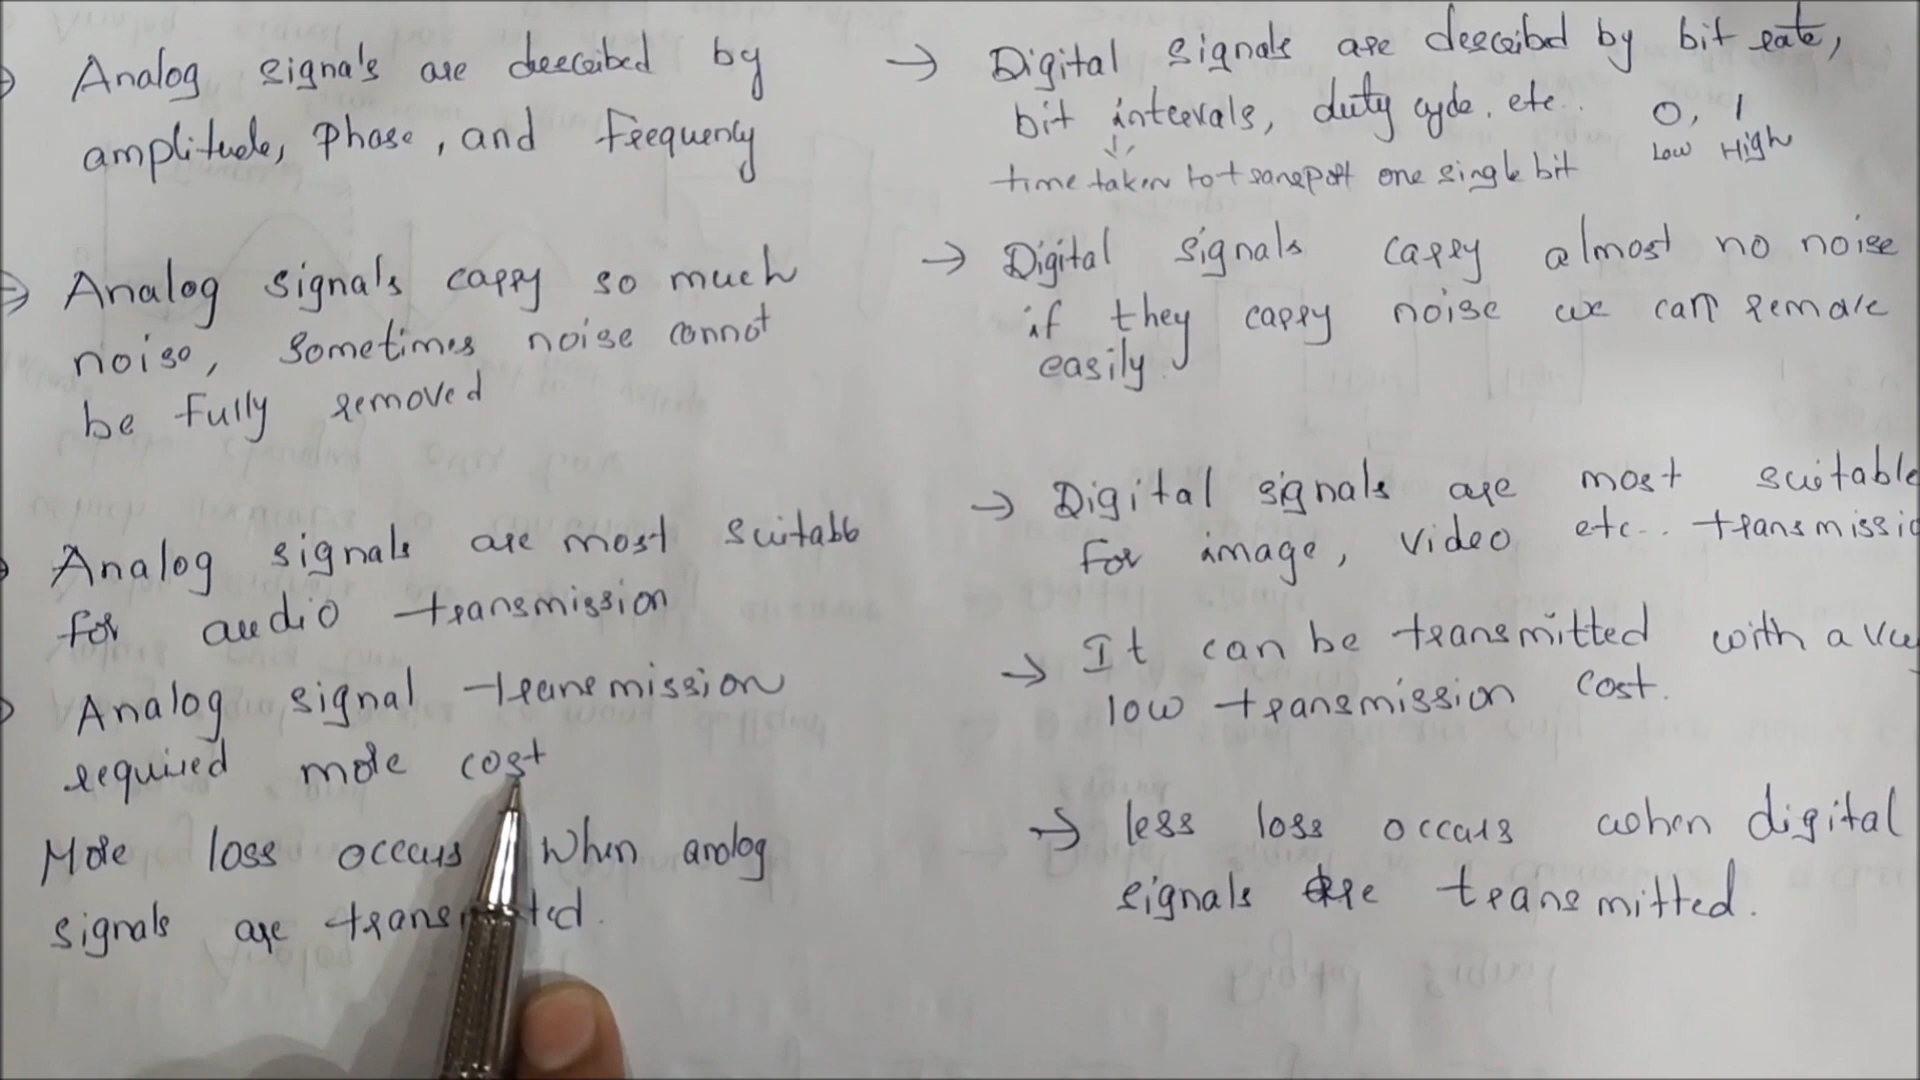 Analog signals are described by
amplitude, Phase, and frequency
Analog signals carry so much
noise, sometimes noise cannot
be fully removed
Analog signals are most suitable
for audio transmission
Analog signal transmission
required more cost
More loss occurs when analog
signals are
→ Digital signals are described by bit rate,
bit intervals, duty cycle. etc..
0, 1
Low High
time taken to transport one single bit
→ Digital signals carry almost no noise
if they carry noise we can remove
easily.
→ Digital signals are most suitable
for image, video etc..
→ It can be transmitted with a
low transmission cost.
→ less loss occurs when digital
signals are transmitted.